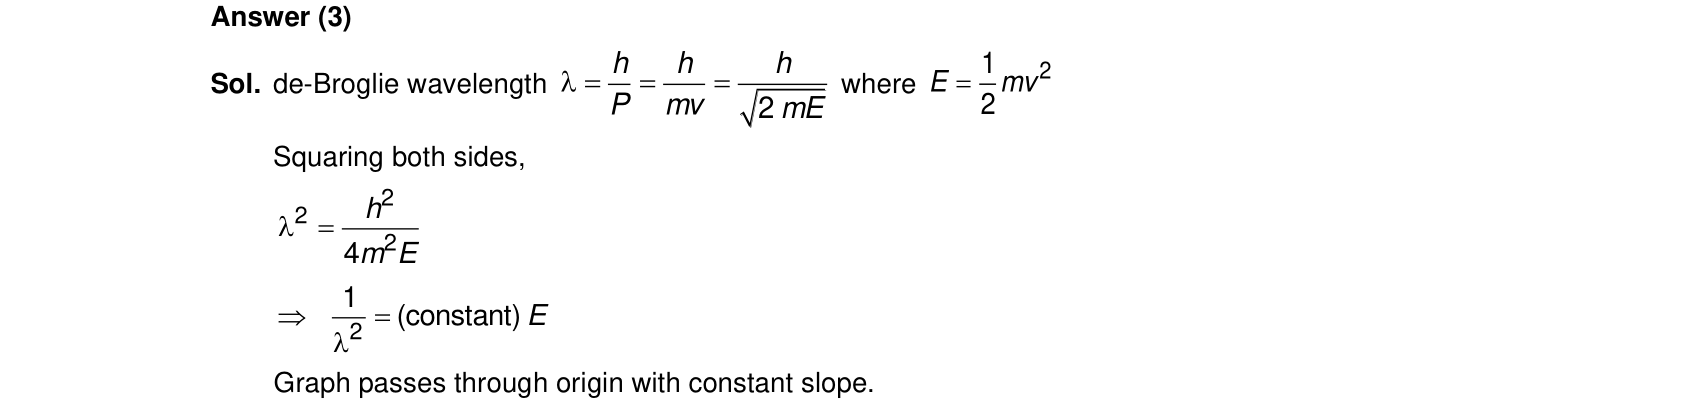 Answer (3)
Sol. de-Broglie wavelength λ = h/P = h/mv = h/√(2 mE) where E = 1/2 mv²
Squaring both sides,
λ² = h²/4m²E
⇒ 1/λ² = (constant) E
Graph passes through origin with constant slope.